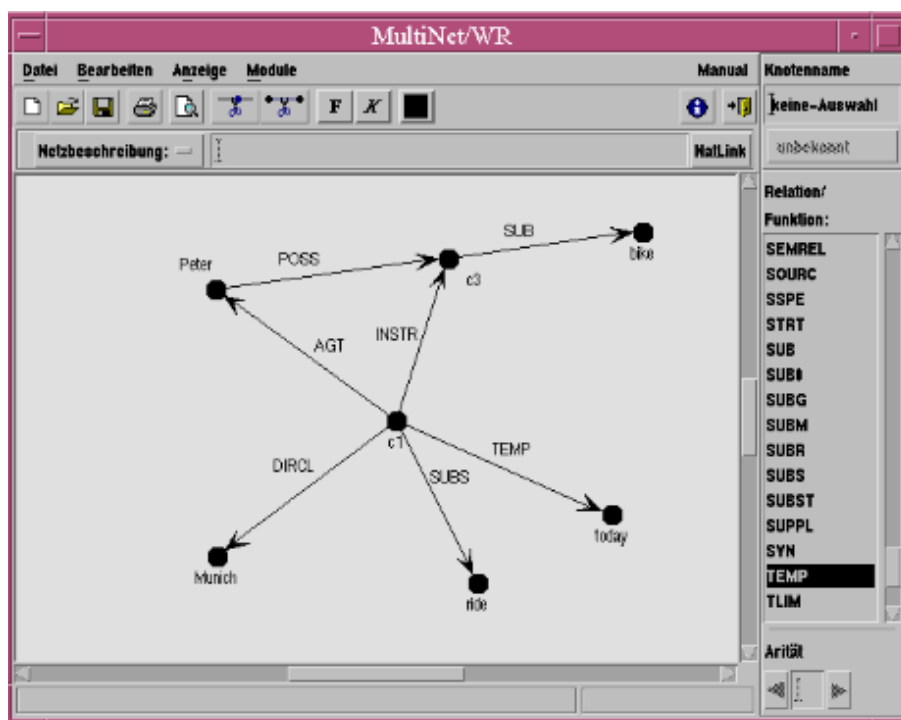 MultiNet/WR
Datei Bearbeiten Anzeige Module Manual
Knotenname
F K
keine-Auswahl
Netzbeschreibung: NatLink
unbekannt
Relation/
Funktion:
SEMREL
SOURC
SSPE
STRT
SUB
SUB0
SUBG
SUBM
SUBR
SUBS
SUBST
SUPPL
SYN
TEMP
TLIM
Arität
SUB
bike
POSS
Peter
c3
INSTR
AGT
c1
TEMP
DIRCL
SUBS
today
Munich
ride